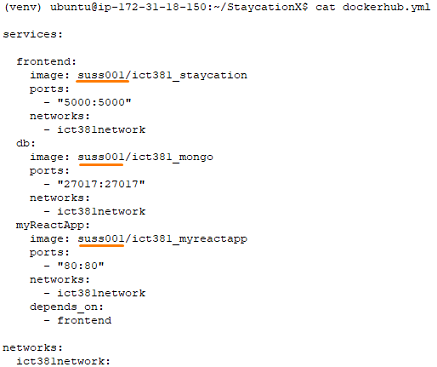 (venv) ubuntu@ip-172-31-18-150:~/StaycationX$ cat dockerhub.yml
services:
  frontend:
    image: suss001/ict381_staycation
    ports:
      - "5000:5000"
    networks:
      - ict381network
  db:
    image: suss001/ict381_mongo
    ports:
      - "27017:27017"
    networks:
      - ict381network
  myReactApp:
    image: suss001/ict381_myreactapp
    ports:
      - "80:80"
    networks:
      - ict381network
    depends_on:
      - frontend
networks:
  ict381network: